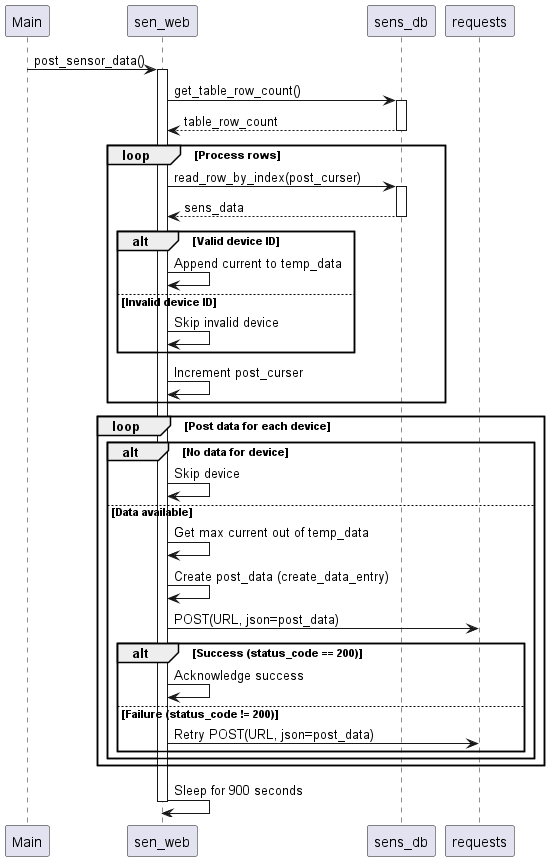 Main sen_web sens_db requests
post_sensor_data()
get_table_row_count()
table_row_count
loop [Process rows]
read_row_by_index(post_curser)
sens_data
alt [Valid device ID]
Append current to temp_data
[Invalid device ID]
Skip invalid device
Increment post_curser
loop [Post data for each device]
alt [No data for device]
Skip device
[Data available]
Get max current out of temp_data
Create post_data (create_data_entry)
POST(URL, json=post_data)
alt [Success (status_code == 200)]
Acknowledge success
[Failure (status_code != 200)]
Retry POST(URL, json=post_data)
Sleep for 900 seconds
Main sen_web sens_db requests